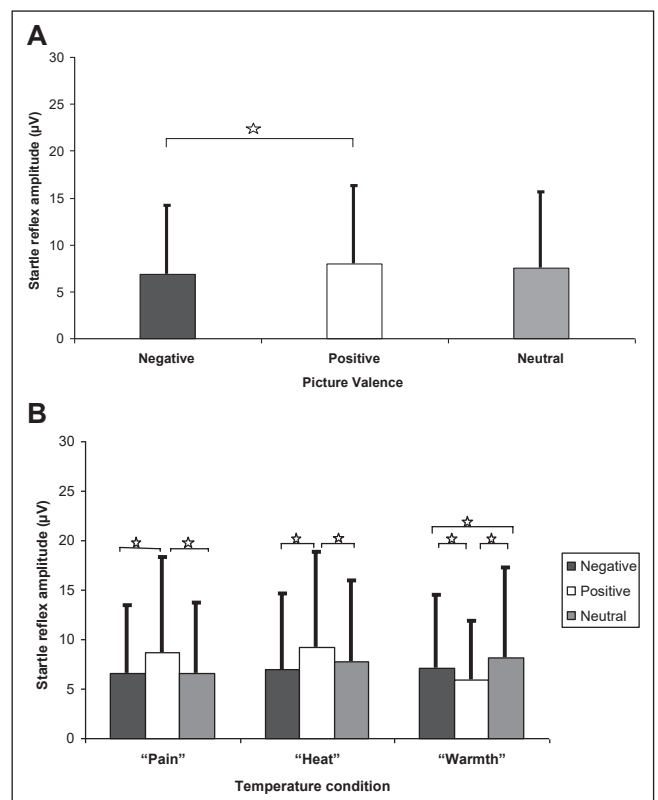 A
30
25
20
15
10
5
0
Startle reflex amplitude (µV)
Negative Positive Neutral
Picture Valence
B
30
25
20
15
10
5
0
Startle reflex amplitude (µV)
“Pain” “Heat” “Warmth”
Temperature condition
Negative
Positive
Neutral